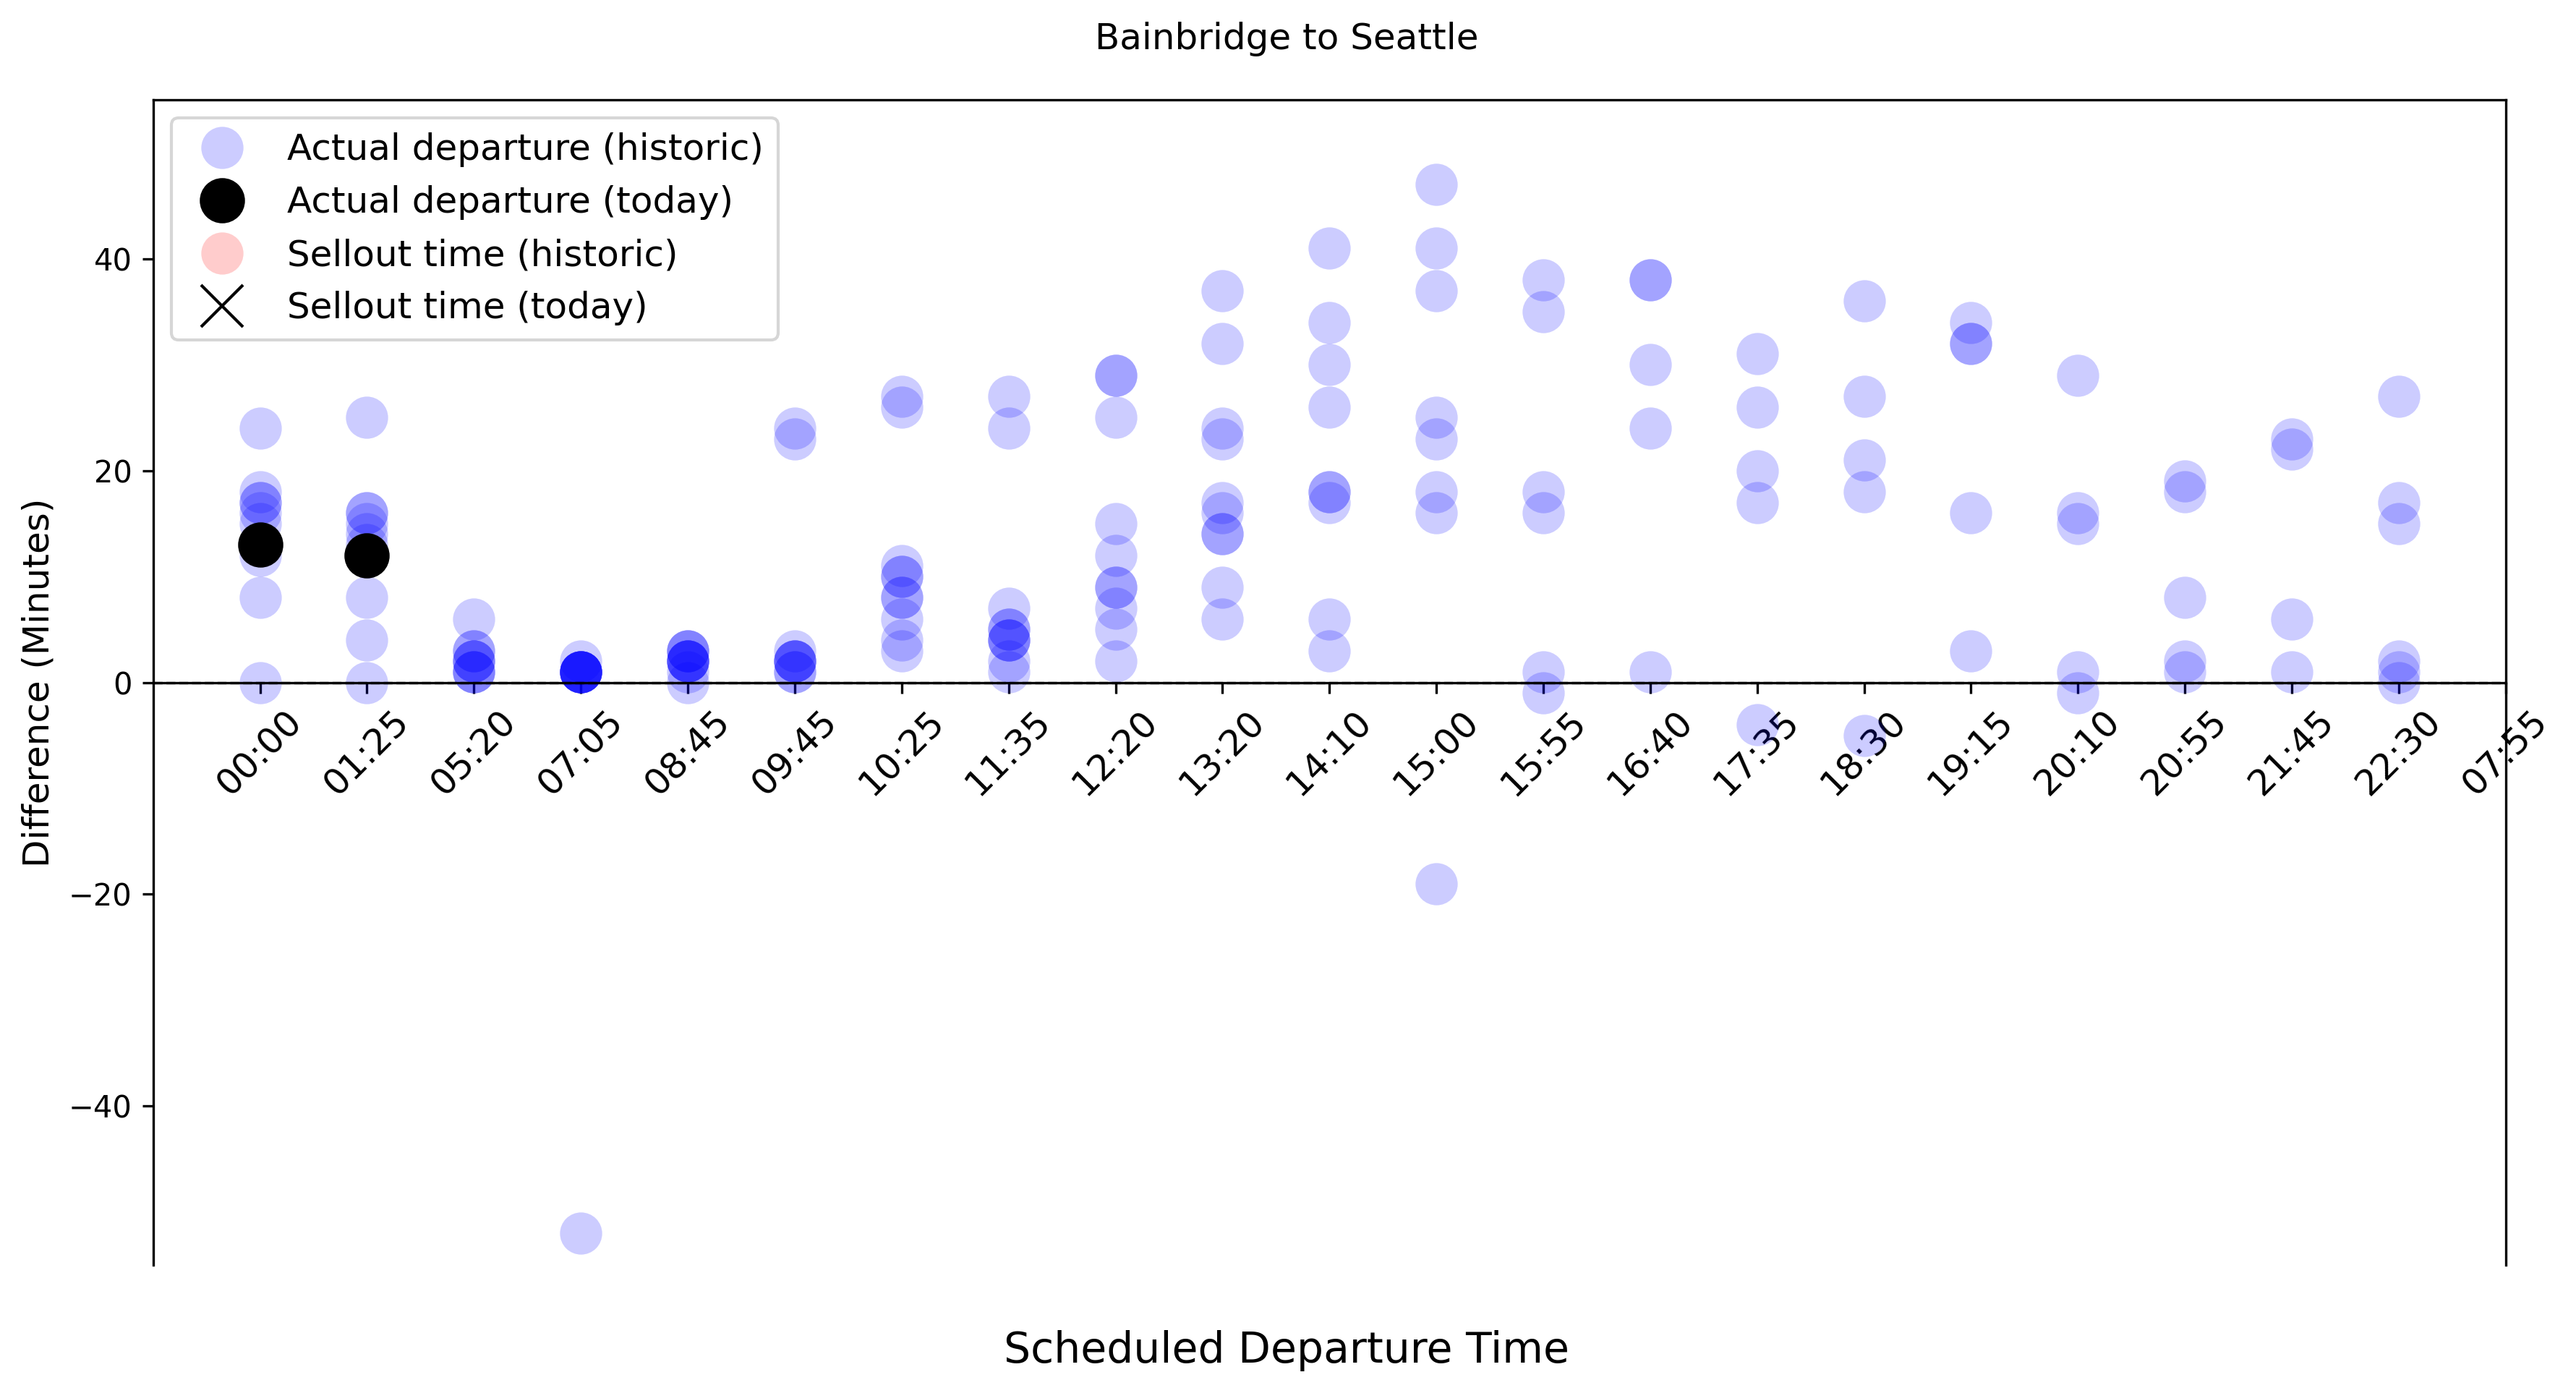 Bainbridge to Seattle
Actual departure (historic)
Actual departure (today)
Sellout time (historic)
Sellout time (today)
Difference (Minutes)
40
20
0
−20
−40
00:00 01:25 05:20 07:05 08:45 09:45 10:25 11:35 12:20 13:20 14:10 15:00 15:55 16:40 17:35 18:30 19:15 20:10 20:55 21:45 22:30 07:55
Scheduled Departure Time